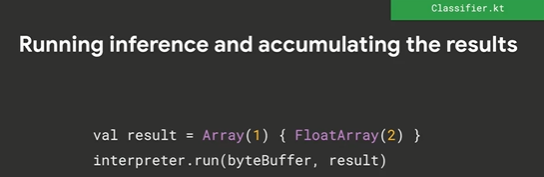 Classifier.kt
Running inference and accumulating the results
val result = Array(1) { FloatArray(2) }
interpreter.run(byteBuffer, result)